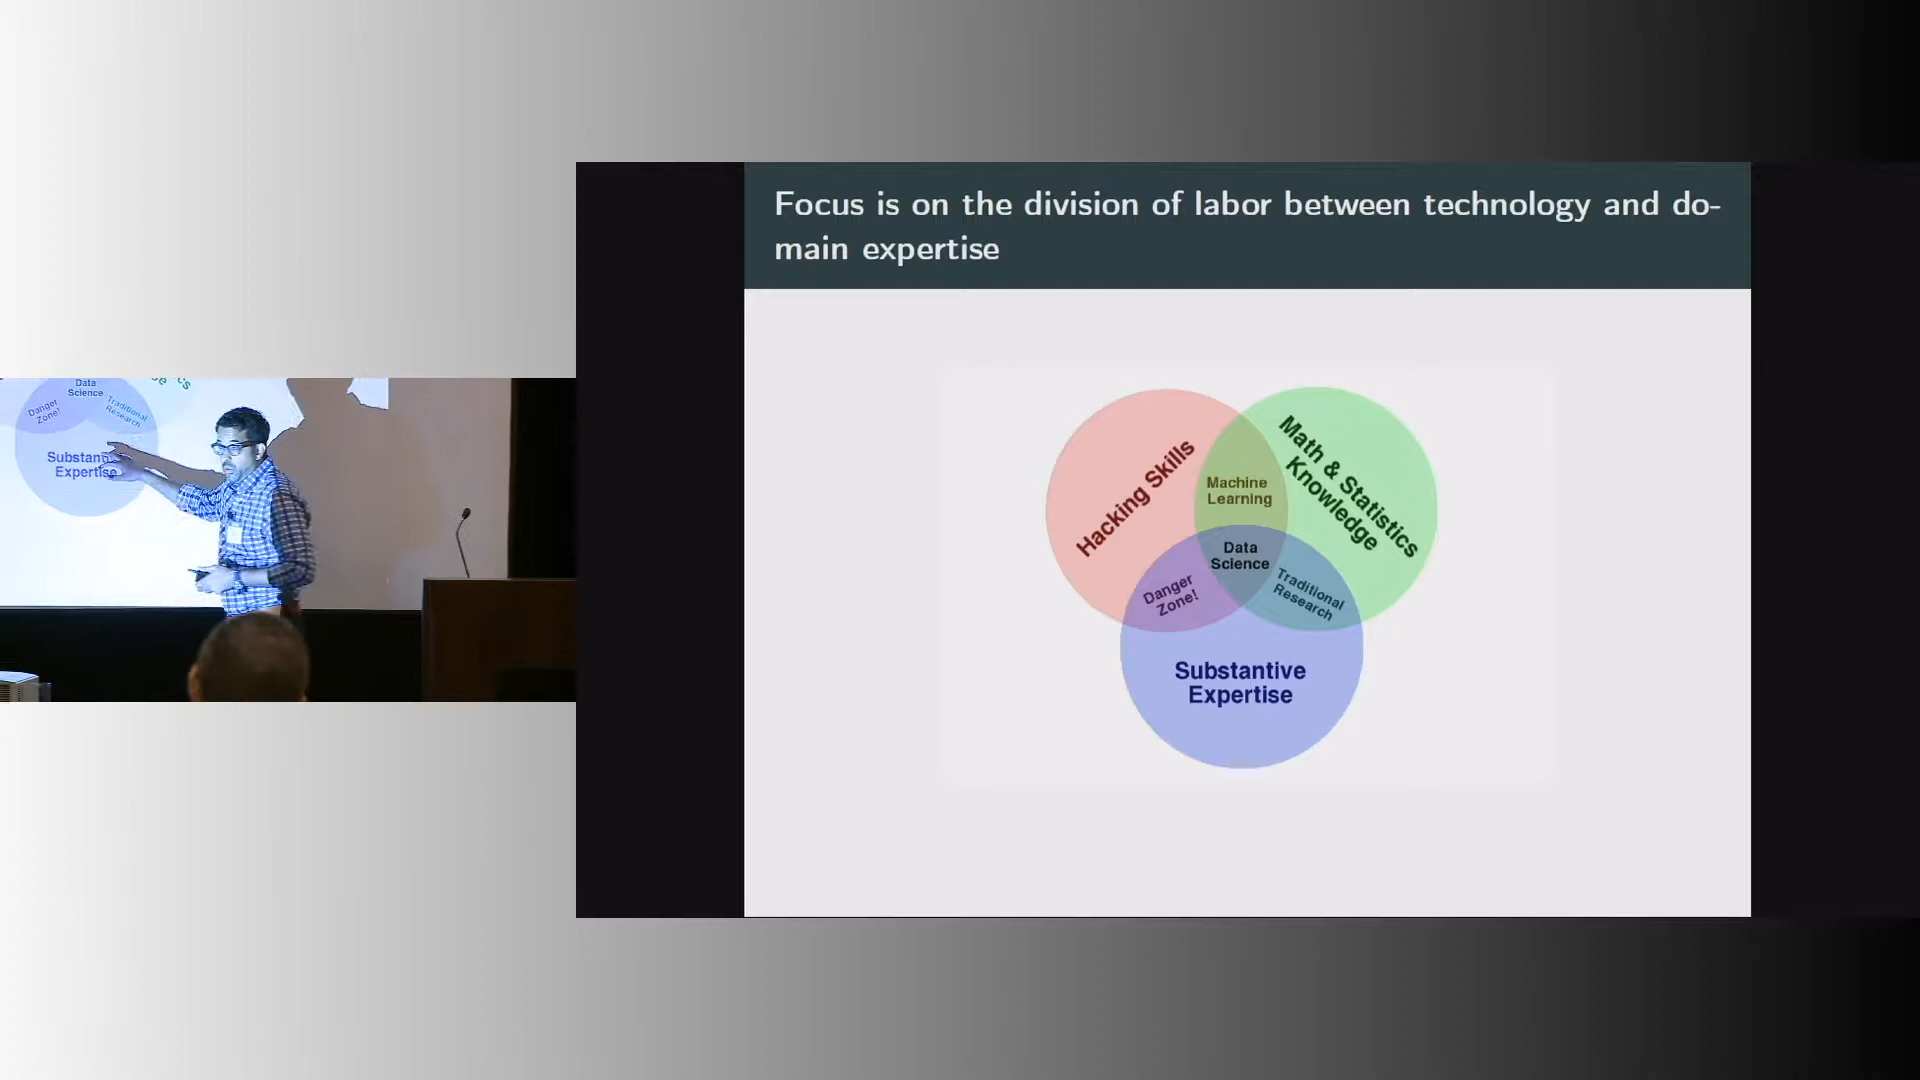 Focus is on the division of labor between technology and do-
main expertise
Hacking Skills
Math & Statistics
Knowledge
Machine
Learning
Data
Science
Danger
Zone!
Traditional
Research
Substantive
Expertise
Data
Science
Danger
Zone!
Traditional
Research
Expertise